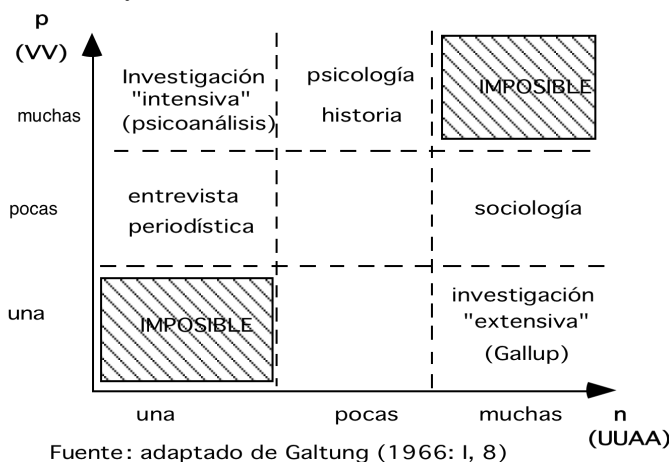 p
(VV)
muchas
Investigación
"intensiva"
(psicoanálisis)
psicología
historia
IMPOSIBLE
pocas
entrevista
periodística
sociología
una
IMPOSIBLE
investigación
"extensiva"
(Gallup)
una
pocas
muchas
n
(UUAA)
Fuente: adaptado de Galtung (1966: I, 8)